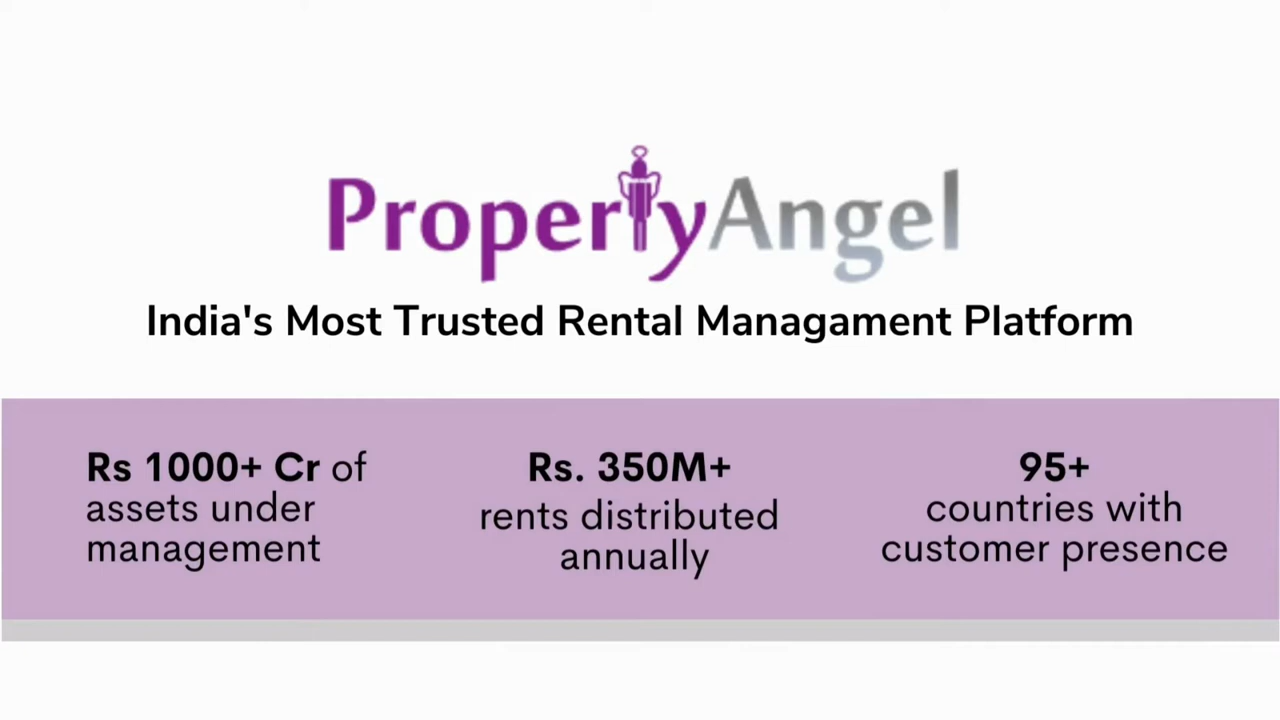 PropertyAngel
India's Most Trusted Rental Managament Platform
Rs 1000+ Cr of
assets under
management
Rs. 350M+
rents distributed
annually
95+
countries with
customer presence